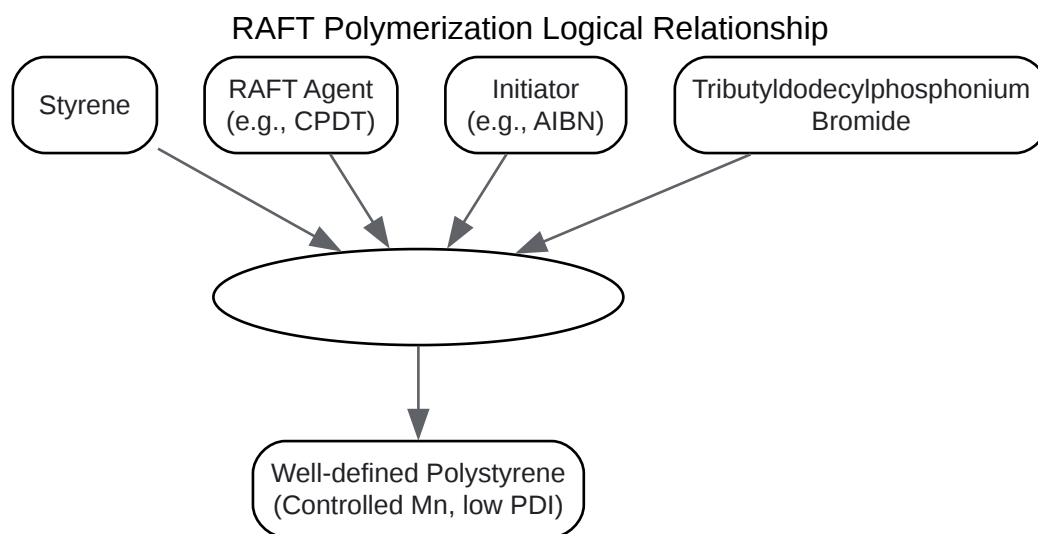 RAFT Polymerization Logical Relationship
Styrene
RAFT Agent
(e.g., CPDT)
Initiator
(e.g., AIBN)
Tributyldodecylphosphonium
Bromide
Well-defined Polystyrene
(Controlled Mn, low PDI)